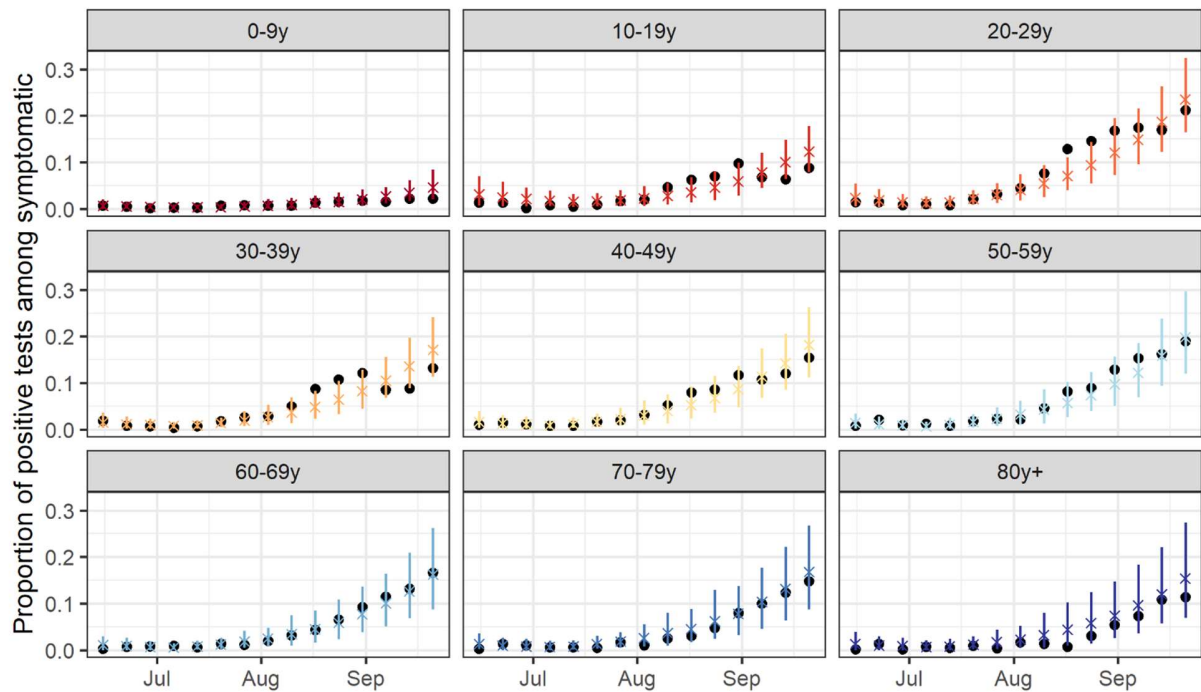 Proportion of positive tests among symptomatic
0-9y
10-19y
20-29y
0.3
0.2
0.1
0.0
30-39y
40-49y
50-59y
0.3
0.2
0.1
0.0
60-69y
70-79y
80y+
0.3
0.2
0.1
0.0
Jul
Aug
Sep
Jul
Aug
Sep
Jul
Aug
Sep